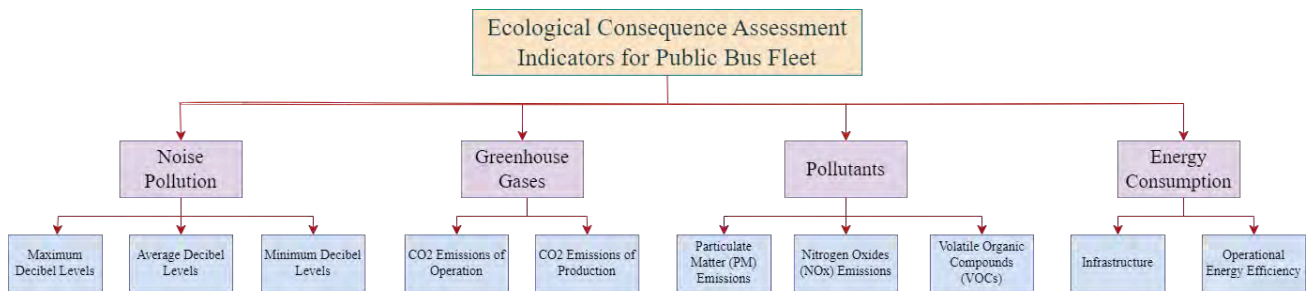 Ecological Consequence Assessment
Indicators for Public Bus Fleet
Noise
Pollution
Greenhouse
Gases
Pollutants
Energy
Consumption
Maximum
Decibel Levels
Average Decibel
Levels
Minimum Decibel
Levels
CO2 Emissions of
Operation
CO2 Emissions of
Production
Particulate
Matter (PM)
Emissions
Nitrogen Oxides
(NOx) Emissions
Volatile Organic
Compounds
(VOCs)
Infrastructure
Operational
Energy Efficiency